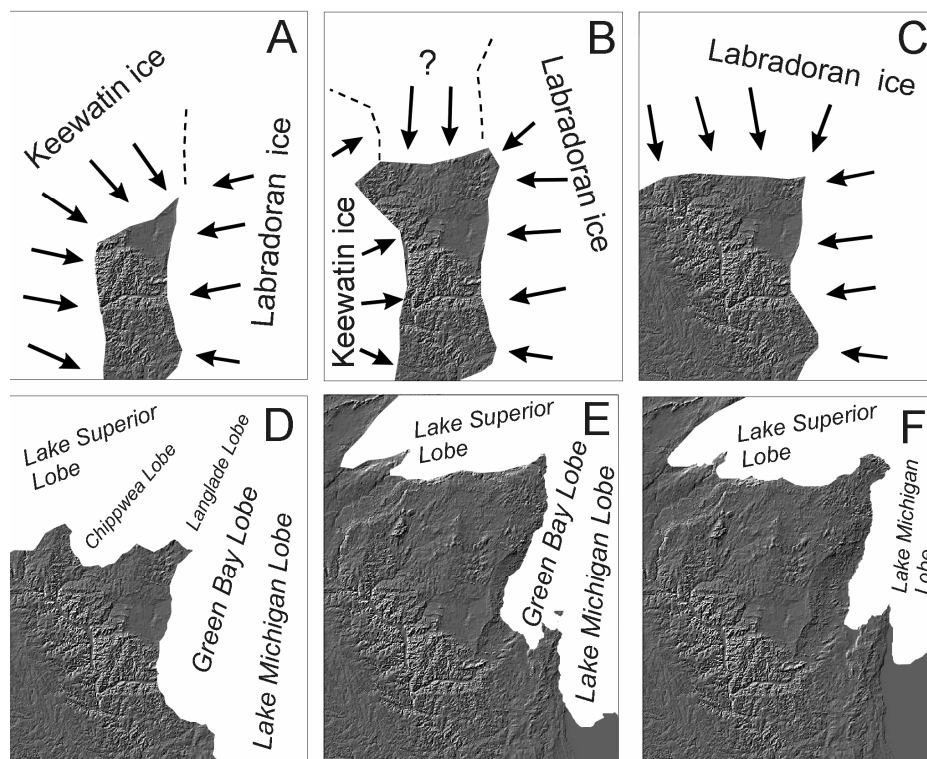 A
Keewatin ice
Labradoran ice
B
?
Labradoran ice
Keewatin ice
C
Labradoran ice
D
Lake Superior
Lobe
Chippwea Lobe
Langlade Lobe
Green Bay Lobe
Lake Michigan Lobe
E
Lake Superior
Lobe
Green Bay Lobe
Lake Michigan Lobe
F
Lake Superior
Lobe
Lake Michigan
Lobe